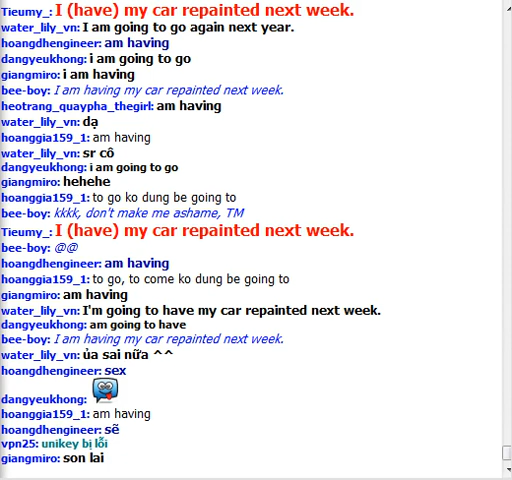 Tieumy_: I (have) my car repainted next week.
water_lily_vn: I am going to go again next year.
hoangdhengineer: am having
dangyeukhong: i am going to go
giangmiro: i am having
bee-boy: I am having my car repainted next week.
heotrang_quaypha_thegirl: am having
water_lily_vn: dạ
hoanggia159_1: am having
water_lily_vn: sr cô
dangyeukhong: i am going to go
giangmiro: hehehe
hoanggia159_1: to go ko dung be going to
bee-boy: kkkk, don't make me ashame, TM
Tieumy_: I (have) my car repainted next week.
bee-boy: @@
hoangdhengineer: am having
hoanggia159_1: to go, to come ko dung be going to
giangmiro: am having
water_lily_vn: I'm going to have my car repainted next week.
dangyeukhong: am going to have
bee-boy: I am having my car repainted next week.
water_lily_vn: ủa sai nữa ^^
hoangdhengineer: sex
dangyeukhong:
hoanggia159_1: am having
hoangdhengineer: sẽ
vpn25: unikey bị lỗi
giangmiro: son lai